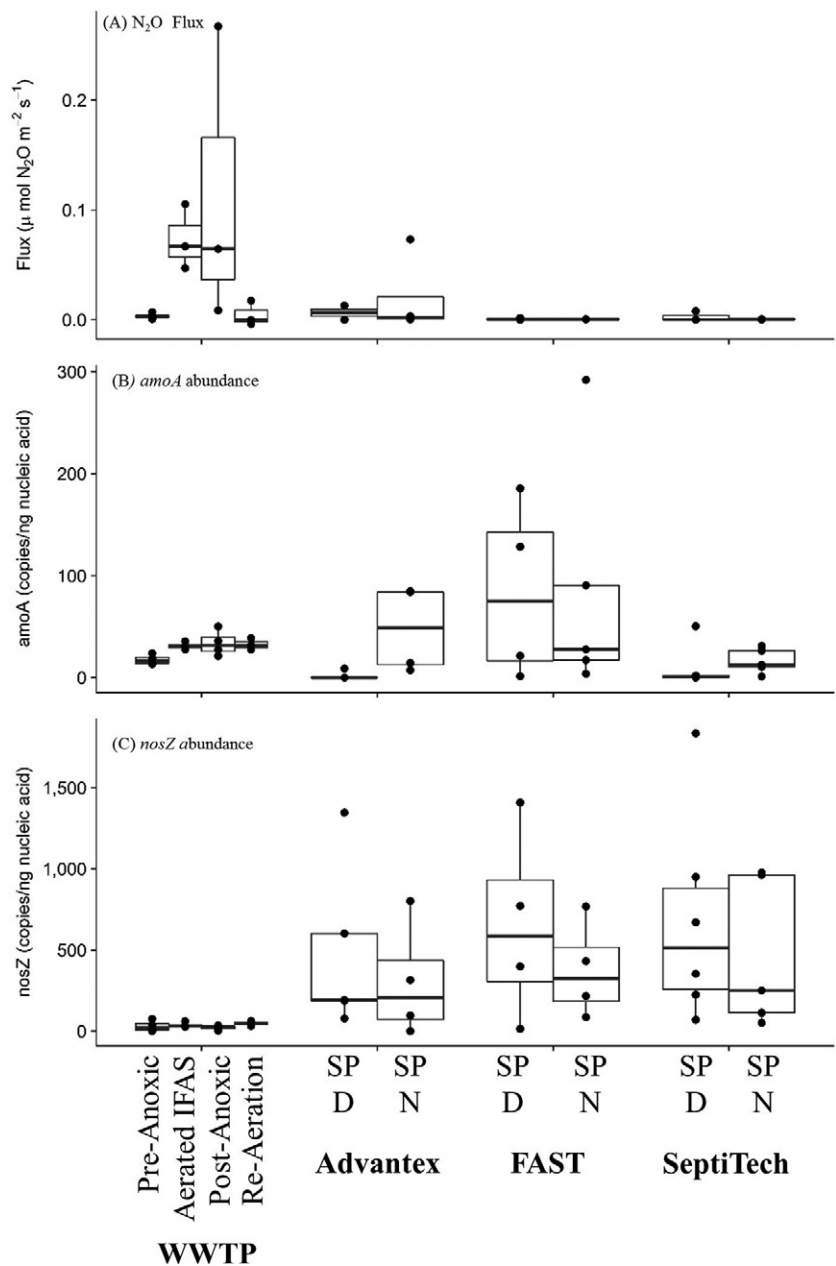 (A) N₂O Flux
Flux (μ mol N₂O m⁻² s⁻¹)
0.2
0.1
0.0
(B) amoA abundance
amoA (copies/ng nucleic acid)
300
200
100
0
(C) nosZ abundance
nosZ (copies/ng nucleic acid)
1,500
1,000
500
0
Pre-Anoxic
Aerated IFAS
Post-Anoxic
Re-Aeration
WWTP
SP SP
D N
Advantex
SP SP
D N
FAST
SP SP
D N
SeptiTech